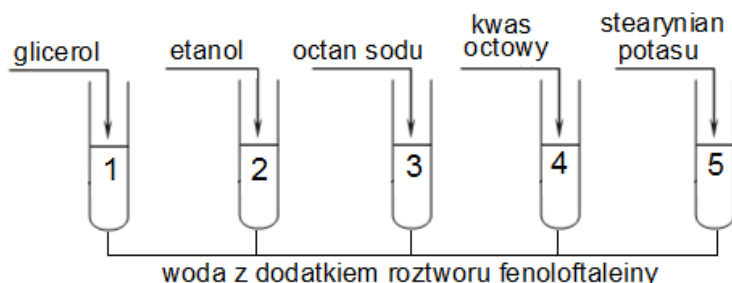 glicerol
etanol
octan sodu
kwas
octowy
stearynian
potasu
1
2
3
4
5
woda z dodatkiem roztworu fenoloftaleiny